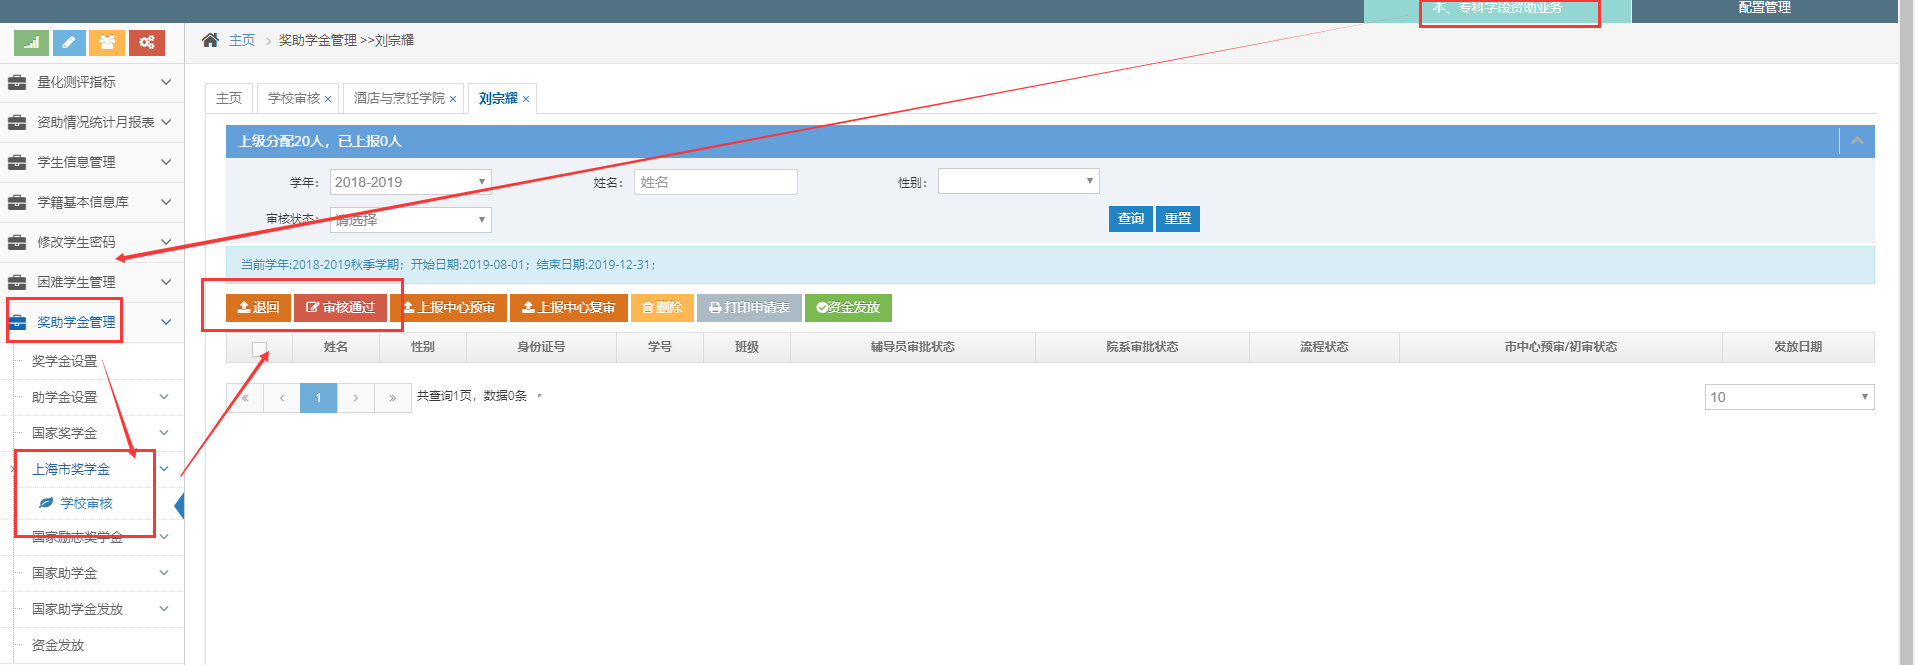 本、专科学段资助业务
配置管理
主页 奖助学金管理 >>刘宗耀
量化测评指标
资助情况统计月报表
学生信息管理
学籍基本信息库
修改学生密码
困难学生管理
奖助学金管理
奖学金设置
助学金设置
国家奖学金
上海市奖学金
学校审核
国家励志奖学金
国家助学金
国家助学金发放
资金发放
主页 学校审核 × 酒店与烹饪学院 × 刘宗耀 ×
上级分配20人，已上报0人
学年： 2018-2019 姓名： 姓名 性别：
审核状态： 请选择 查询 重置
当前学年:2018-2019秋季学期；开始日期:2019-08-01；结束日期:2019-12-31；
退回 审核通过 上报中心预审 上报中心复审 删除 打印申请表 资金发放
姓名 性别 身份证号 学号 班级 辅导员审批状态 院系审批状态 流程状态 市中心预审/初审状态 发放日期
« ‹ 1 › » 共查询1页，数据0条 10